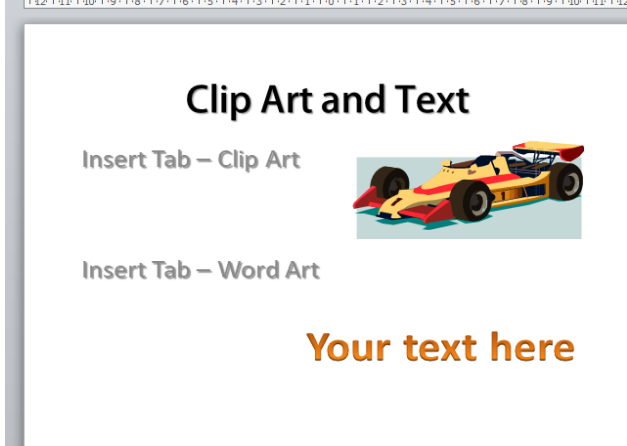 Clip Art and Text
Insert Tab – Clip Art
Insert Tab – Word Art
Your text here